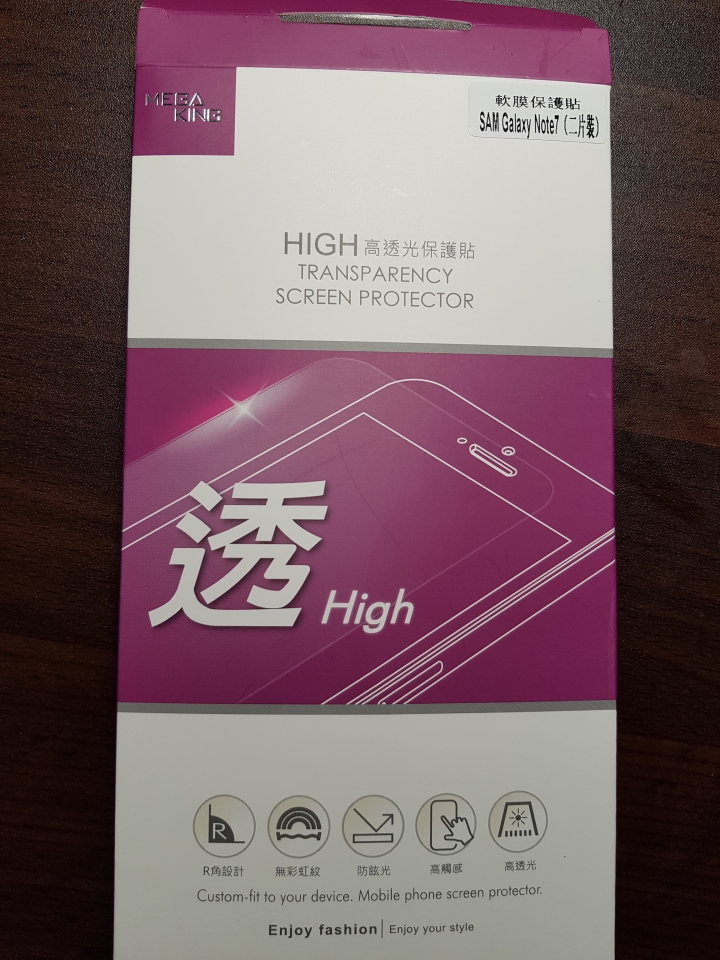 MEGA
KING
軟膜保護貼
SAM Galaxy Note7 (二片裝)
HIGH 高透光保護貼
TRANSPARENCY
SCREEN PROTECTOR
透 High
R
R角設計 無彩虹紋 防眩光 高觸感 高透光
Custom-fit to your device. Mobile phone screen protector.
Enjoy fashion | Enjoy your style